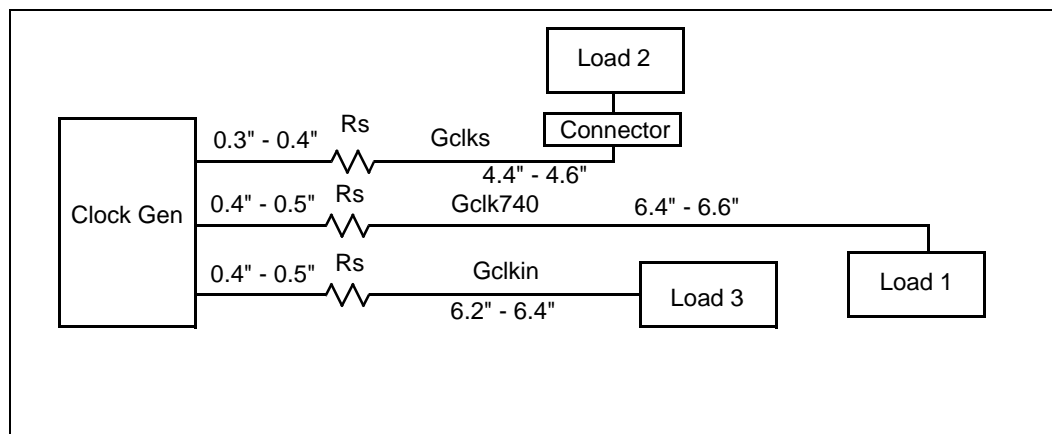 Load 2
Connector
Clock Gen
0.3" - 0.4"
Rs
Gclks
4.4" - 4.6"
0.4" - 0.5"
Rs
Gclk740
6.4" - 6.6"
Load 1
0.4" - 0.5"
Rs
Gclkin
6.2" - 6.4"
Load 3